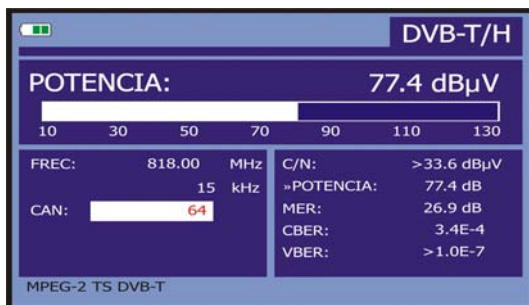 DVB-T/H
POTENCIA: 77.4 dBµV
10 30 50 70 90 110 130
FREC: 818.00 MHz
15 kHz
CAN: 64
C/N: >33.6 dBµV
»POTENCIA: 77.4 dB
MER: 26.9 dB
CBER: 3.4E-4
VBER: >1.0E-7
MPEG-2 TS DVB-T